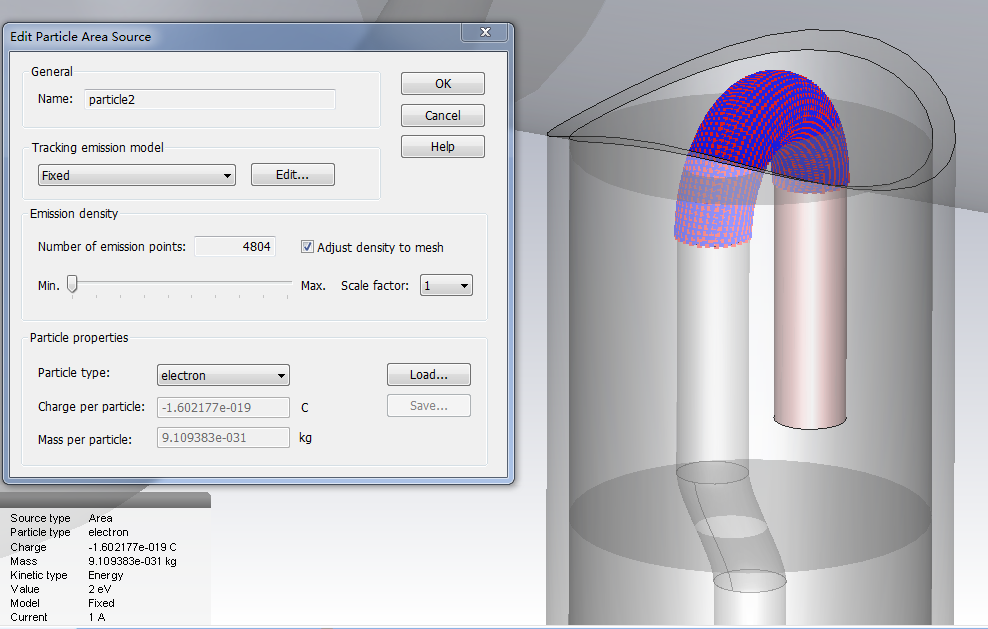 Edit Particle Area Source
General
Name: particle2
OK
Cancel
Help
Tracking emission model
Fixed Edit...
Emission density
Number of emission points: 4804 Adjust density to mesh
Min. Max. Scale factor: 1
Particle properties
Particle type: electron Load...
Charge per particle: -1.602177e-019 C Save...
Mass per particle: 9.109383e-031 kg
Source type Area
Particle type electron
Charge -1.602177e-019 C
Mass 9.109383e-031 kg
Kinetic type Energy
Value 2 eV
Model Fixed
Current 1 A